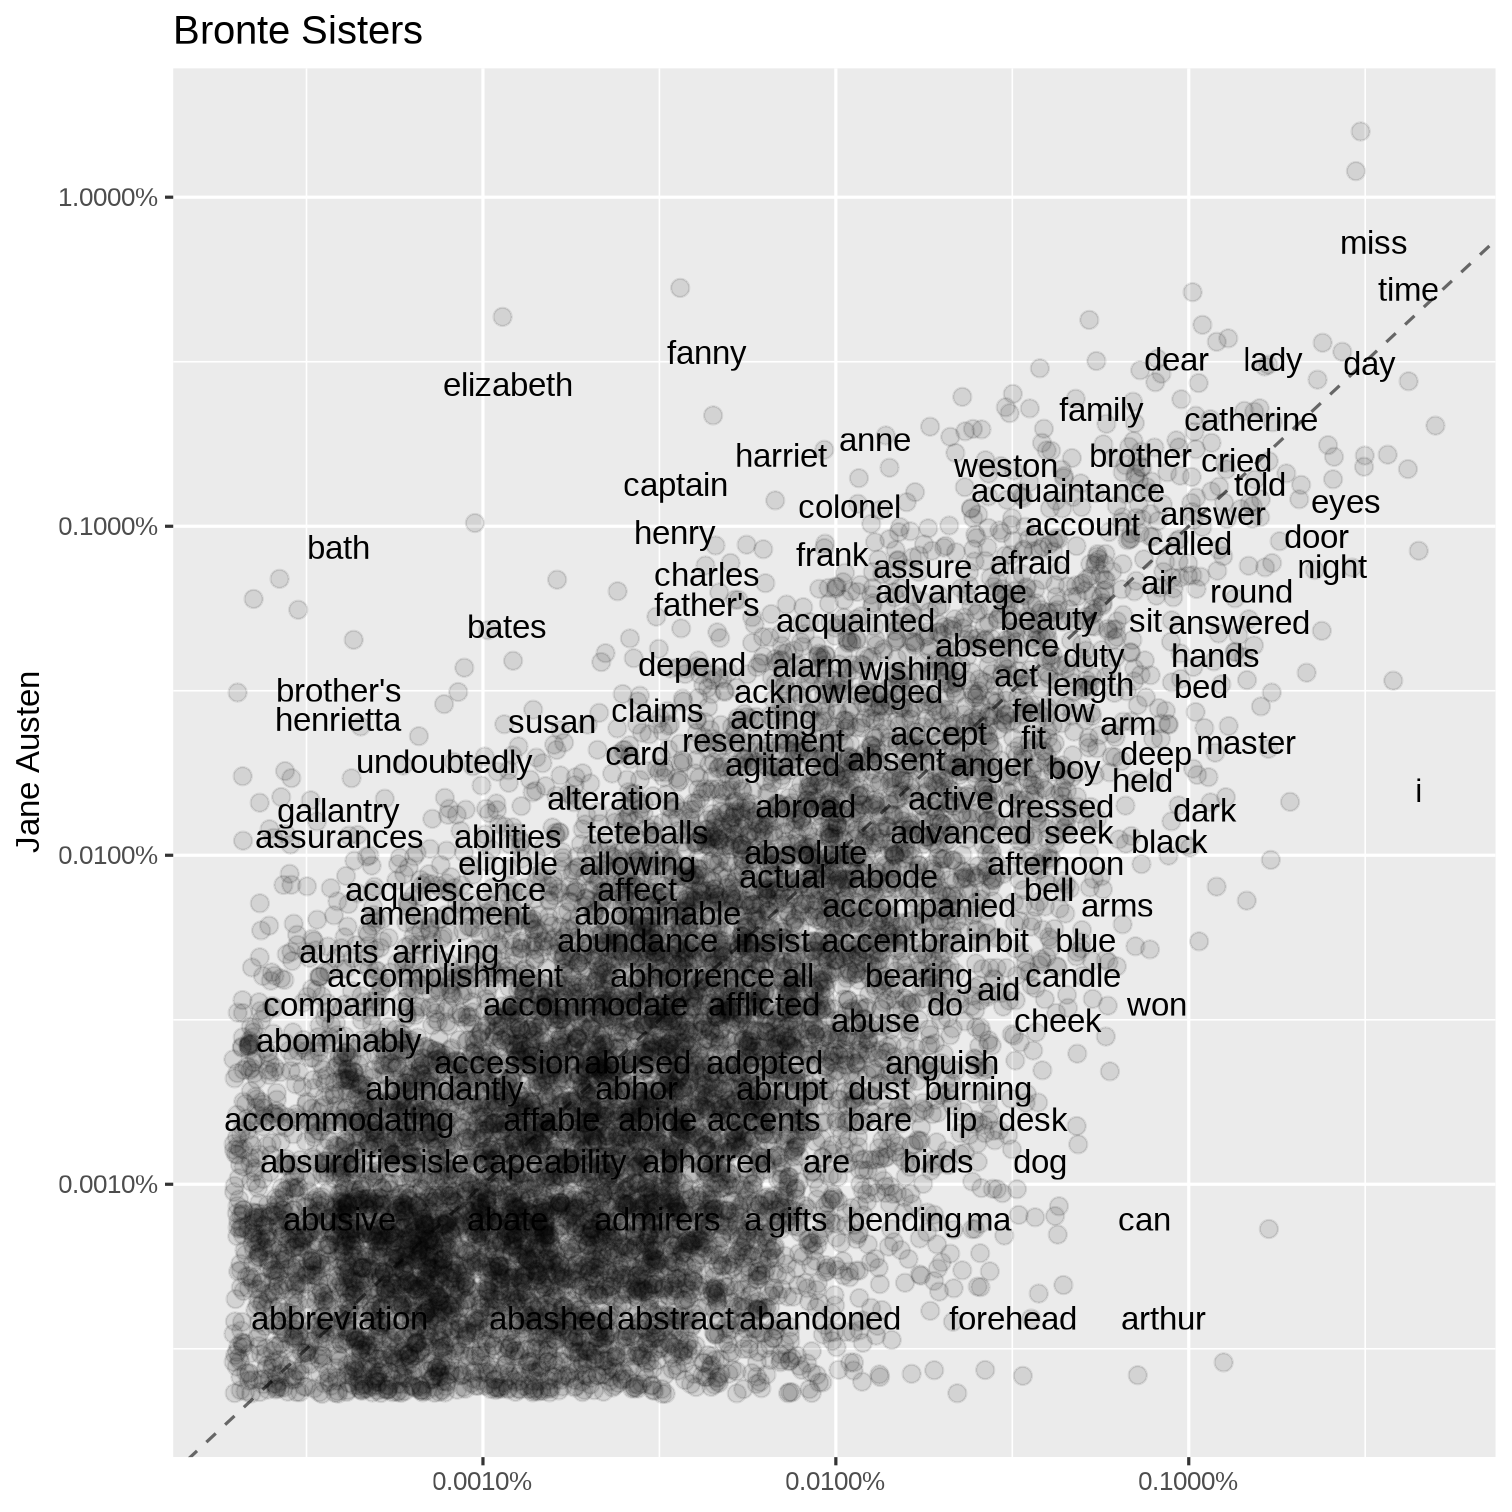 Bronte Sisters
1.0000%
miss
time
fanny
dear lady day
elizabeth
family
catherine
anne
harriet
weston brother cried
captain acquaintance told
colonel eyes
answer
0.1000%
account
henry door
bath frank called
assure afraid night
charles air
advantage round
father's
acquainted beauty sit answered
bates
absence duty hands
depend alarm wishing act length bed
brother's acknowledged
henrietta susan claims acting fellow arm
resentment accept fit master
undoubtedly card agitated absent anger boy deep
held
i
alteration abroad active dressed dark
gallantry
assurances abilities tete balls advanced seek black
Jane Austen
0.0100%
eligible allowing absolute afternoon
acquiescence affect actual abode bell
amendment abominable accompanied arms
aunts arriving abundance insist accent brain bit blue
accomplishment abhorrence all bearing candle
aid
comparing accommodate afflicted do won
abuse cheek
abominably
accession abused adopted anguish
abundantly abhor abrupt dust burning
accommodating affable abide accents bare lip desk
absurdities isle capeability abhorred are birds dog
0.0010%
abusive abate admirers a gifts bending ma can
abbreviation abashed abstract abandoned forehead arthur
0.0010% 0.0100% 0.1000%